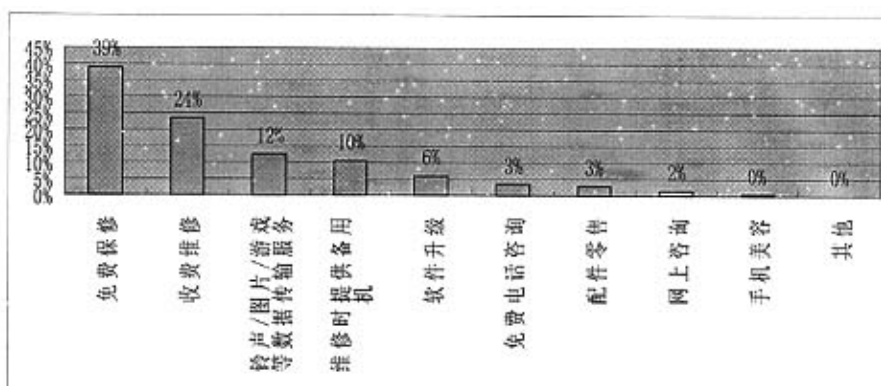 45%
40%
35%
30%
25%
20%
15%
10%
5%
0%
39%
24%
12%
10%
6%
3%
3%
2%
0%
0%
免费保修
收费维修
铃声/图片/游戏
等数据传输服务
维修时提供备用
机
软件升级
免费电话咨询
配件零售
网上咨询
手机美容
其他